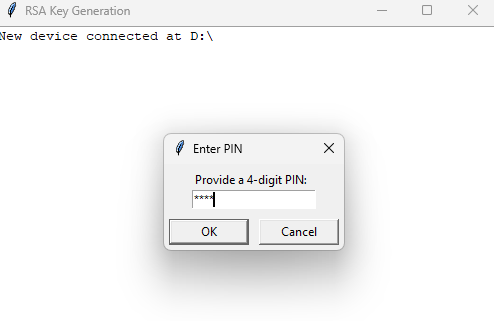 RSA Key Generation
New device connected at D:\
Enter PIN
Provide a 4-digit PIN:
****
OK
Cancel